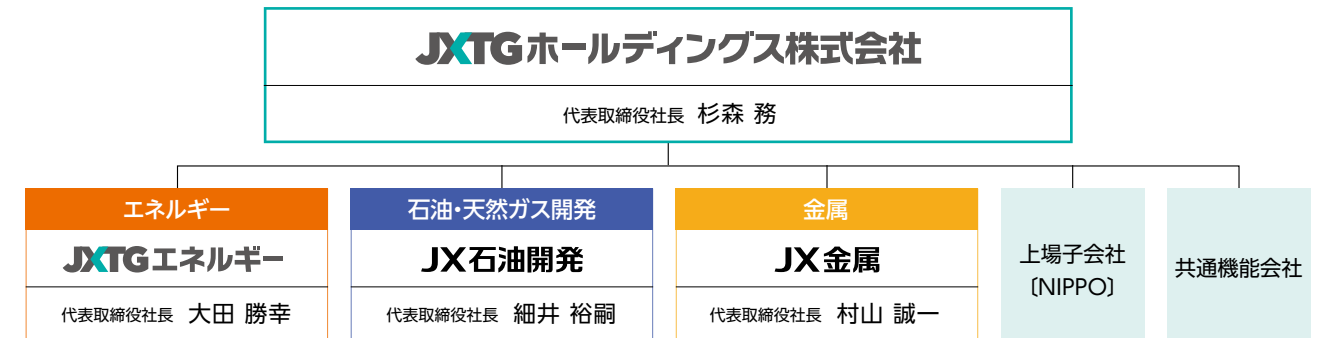 JXTGホールディングス株式会社
代表取締役社長 杉森 務
エネルギー
JXTGエネルギー
代表取締役社長 大田 勝幸
石油・天然ガス開発
JX石油開発
代表取締役社長 細井 裕嗣
金属
JX金属
代表取締役社長 村山 誠一
上場子会社
〔NIPPO〕
共通機能会社